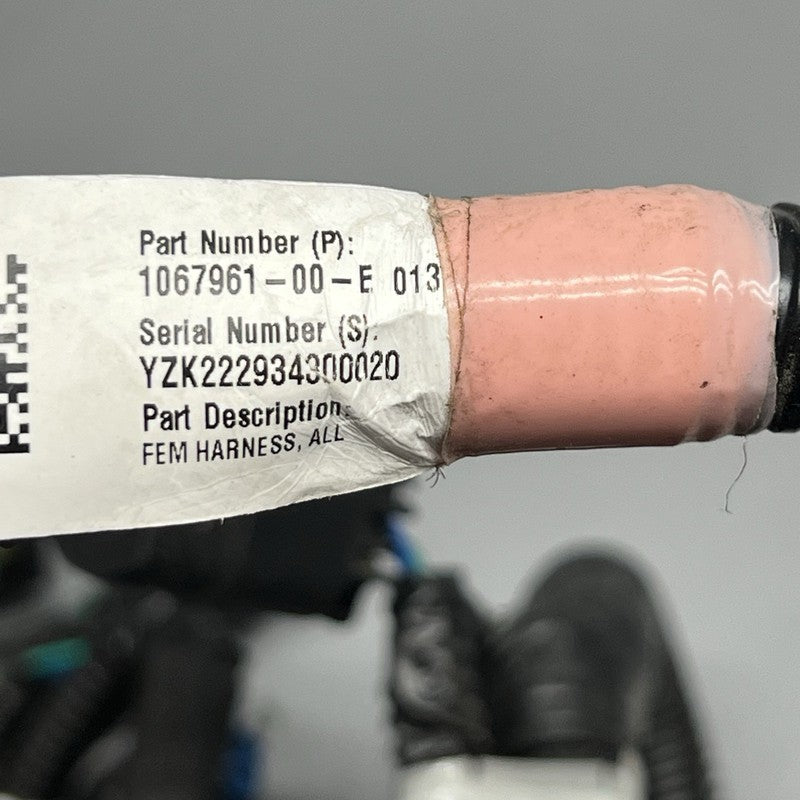 Part Number (P):
1067961-00-E 013
Serial Number (S):
YZK222934300020
Part Description:
FEM HARNESS, ALL